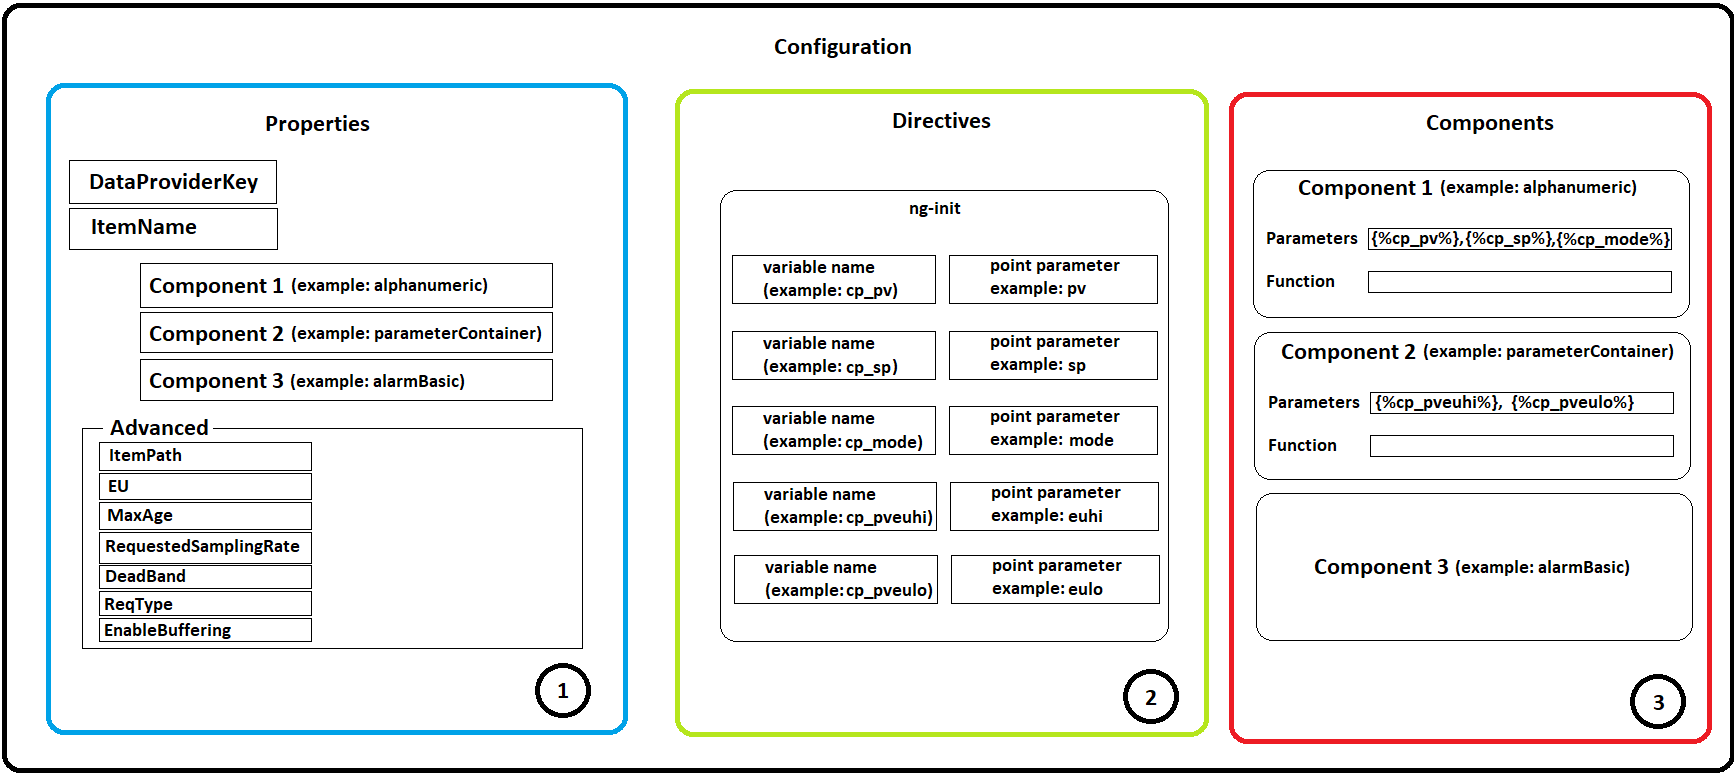 Configuration
Properties
DataProviderKey
ItemName
Component 1 (example: alphanumeric)
Component 2 (example: parameterContainer)
Component 3 (example: alarmBasic)
Advanced
ItemPath
EU
MaxAge
RequestedSamplingRate
DeadBand
ReqType
EnableBuffering
1
Directives
ng-init
variable name
(example: cp_pv)
point parameter
example: pv
variable name
(example: cp_sp)
point parameter
example: sp
variable name
(example: cp_mode)
point parameter
example: mode
variable name
(example: cp_pveuhi)
point parameter
example: euhi
variable name
(example: cp_pveulo)
point parameter
example: eulo
2
Components
Component 1 (example: alphanumeric)
Parameters {%cp_pv%},{%cp_sp%},{%cp_mode%}
Function
Component 2 (example: parameterContainer)
Parameters {%cp_pveuhi%}, {%cp_pveulo%}
Function
Component 3 (example: alarmBasic)
3